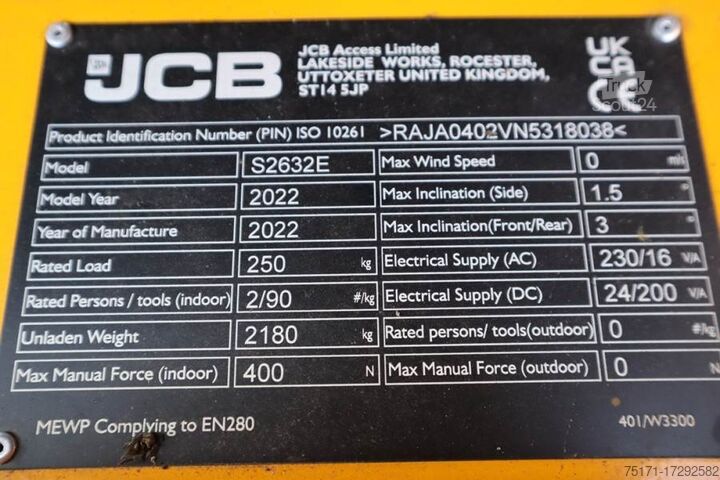 JCB
JCB Access Limited
LAKESIDE WORKS, ROCESTER,
UTTOXETER UNITED KINGDOM,
ST14 5JP
UK
CA
CE
Truck
Scout24
Product Identification Number (PIN) ISO 10261 >RAJA0402VN5318038<
Model S2632E Max Wind Speed 0 m/s
Model Year 2022 Max Inclination (Side) 1.5 °
Year of Manufacture 2022 Max Inclination(Front/Rear) 3 °
Rated Load 250 kg Electrical Supply (AC) 230/16 V/A
Rated Persons / tools (indoor) 2/90 #/kg Electrical Supply (DC) 24/200 V/A
Unladen Weight 2180 kg Rated persons/ tools(outdoor) 0 #/kg
Max Manual Force (indoor) 400 N Max Manual Force (outdoor) 0 N
MEWP Complying to EN280 401/W3300
75171-17292582